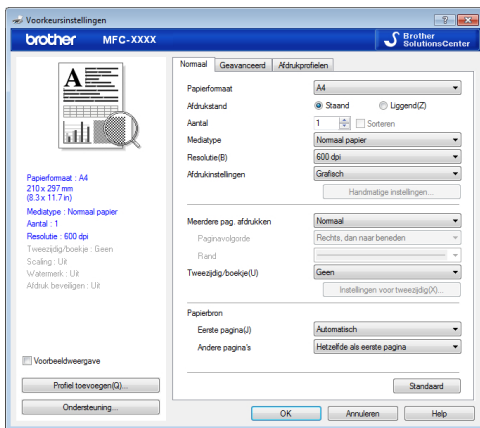 Voorkeursinstellingen
brother MFC-XXXX
Brother
SolutionsCenter
Normaal Geavanceerd Afdrukprofielen
A
Papierformaat : A4
210 x 297 mm
(8.3 x 11.7 in)
Mediatype : Normaal papier
Aantal : 1
Resolutie : 600 dpi
Tweezijdig/boekje : Geen
Scaling : Uit
Watermerk : Uit
Afdruk beveiligen : Uit
Voorbeeldweergave
Profiel toevoegen(Q)...
Ondersteuning...
Papierformaat A4
Afdrukstand Staand Liggend(Z)
Aantal 1 Sorteren
Mediatype Normaal papier
Resolutie(B) 600 dpi
Afdrukinstellingen Grafisch
Handmatige instellingen...
Meerdere pag. afdrukken Normaal
Paginavolgorde Rechts, dan naar beneden
Rand
Tweezijdig/boekje(U) Geen
Instellingen voor tweezijdig(X)...
Papierbron
Eerste pagina(J) Automatisch
Andere pagina's Hetzelfde als eerste pagina
Standaard
OK Annuleren Help